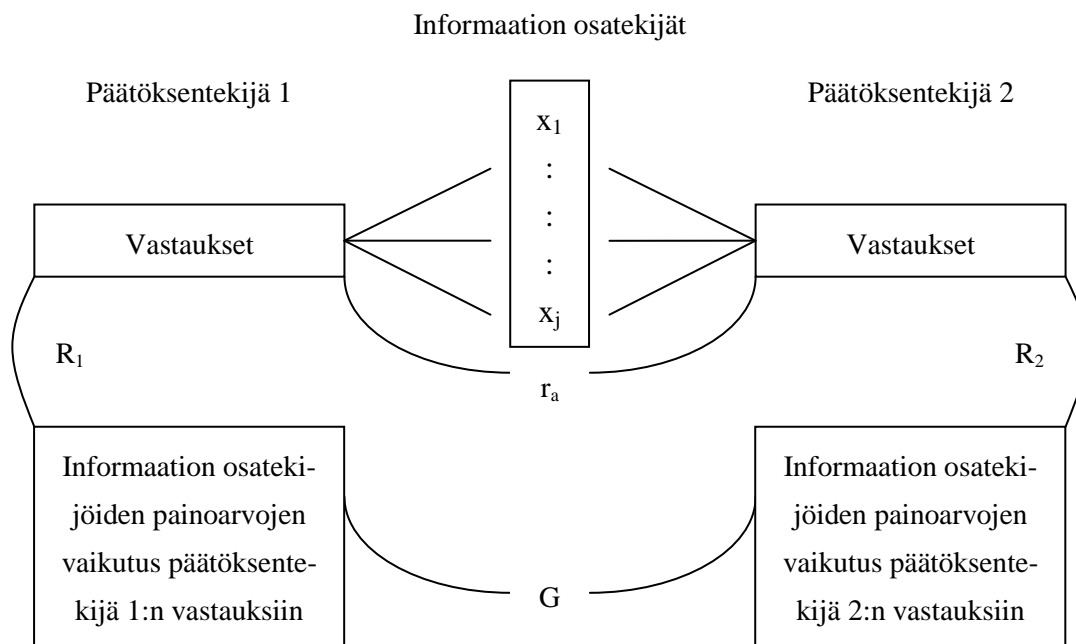 Informaation osatekijät
Päätöksentekijä 1
Päätöksentekijä 2
x₁
:
:
:
xⱼ
Vastaukset
Vastaukset
R₁
R₂
rₐ
Informaation osateki-
jöiden painoarvojen
vaikutus päätöksente-
kijä 1:n vastauksiin
Informaation osateki-
jöiden painoarvojen
vaikutus päätöksente-
kijä 2:n vastauksiin
G